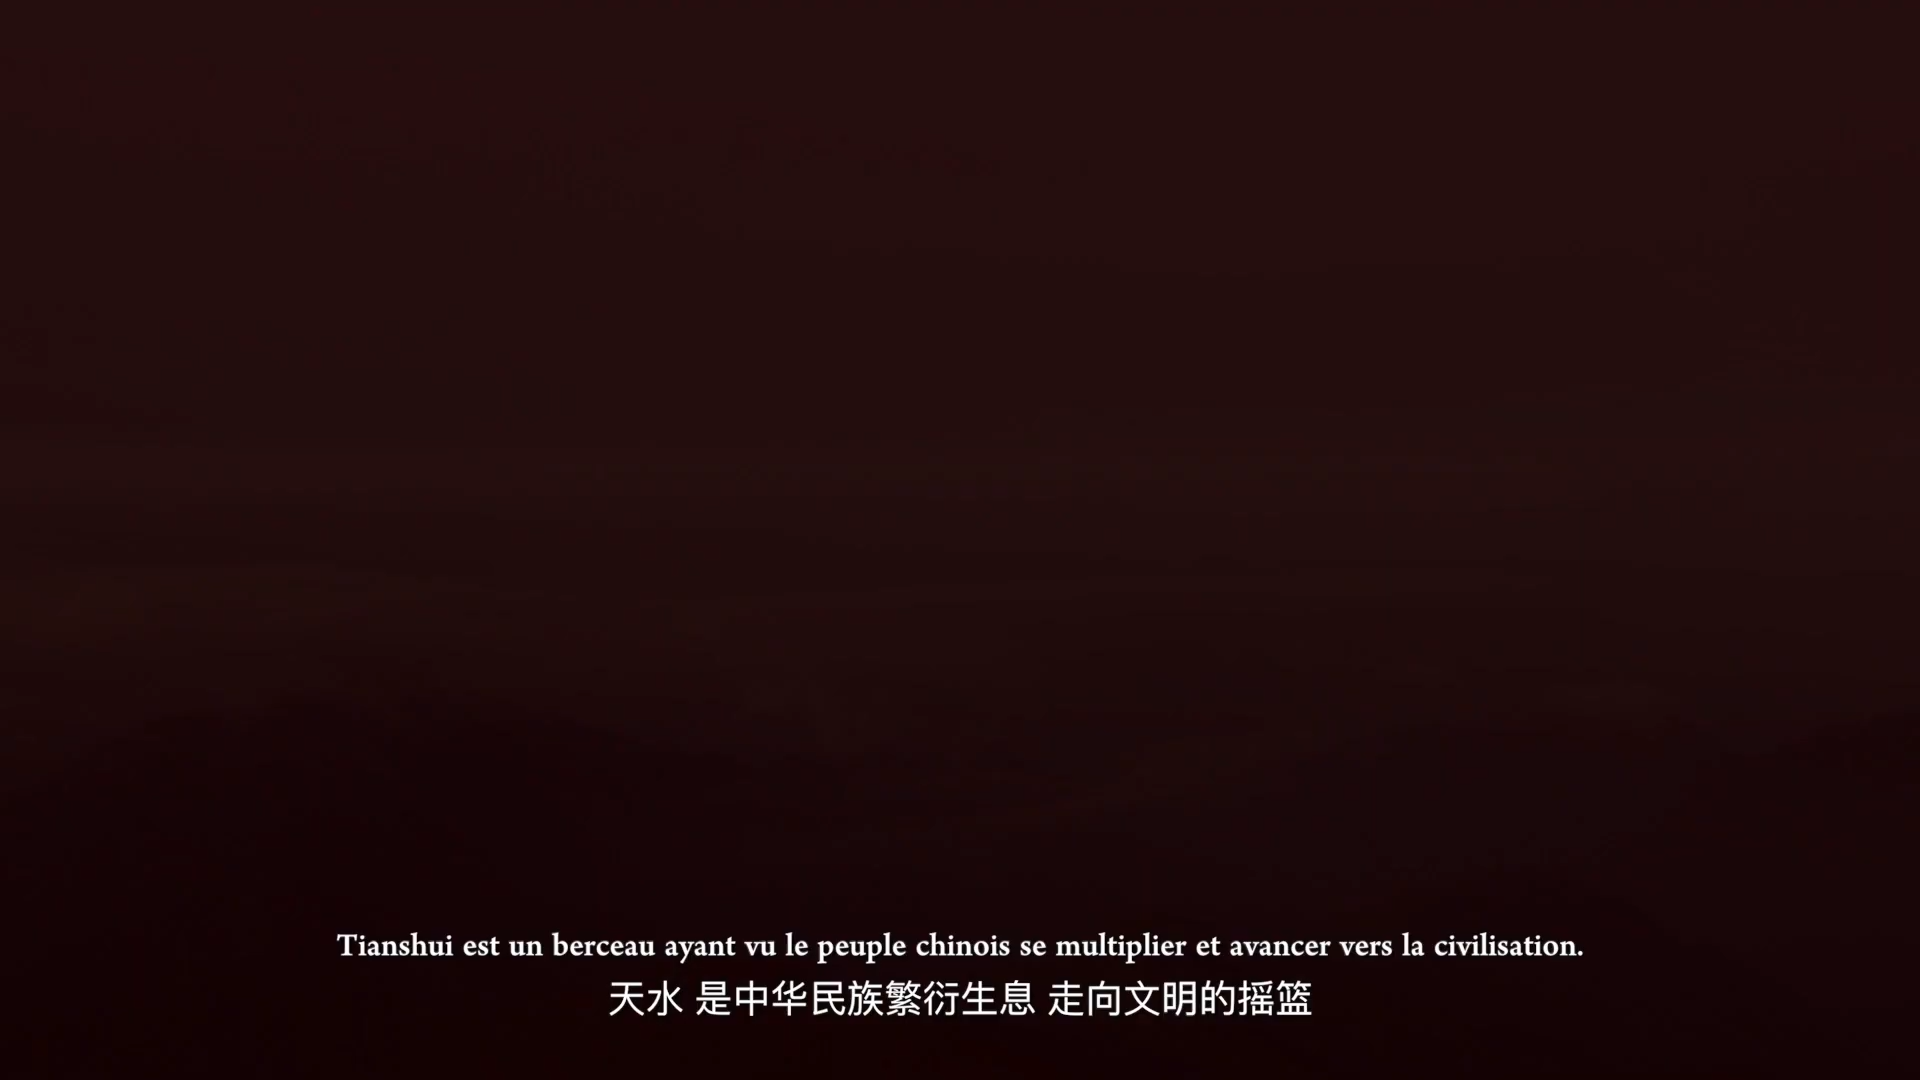 Tianshui est un berceau ayant vu le peuple chinois se multiplier et avancer vers la civilisation.
天水 是中华民族繁衍生息 走向文明的摇篮